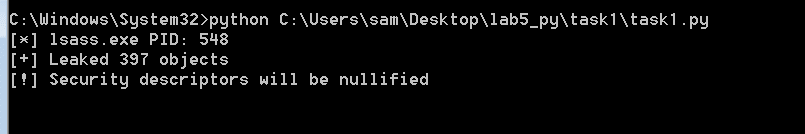 C:\Windows\System32>python C:\Users\sam\Desktop\lab5_py\task1\task1.py
[*] lsass.exe PID: 548
[+] Leaked 397 objects
[!] Security descriptors will be nullified